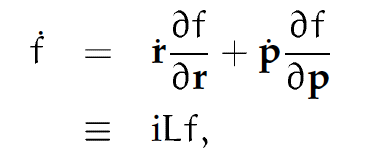 ḟ = ṙ ∂f/∂r + ṗ ∂f/∂p
≡ iLf,